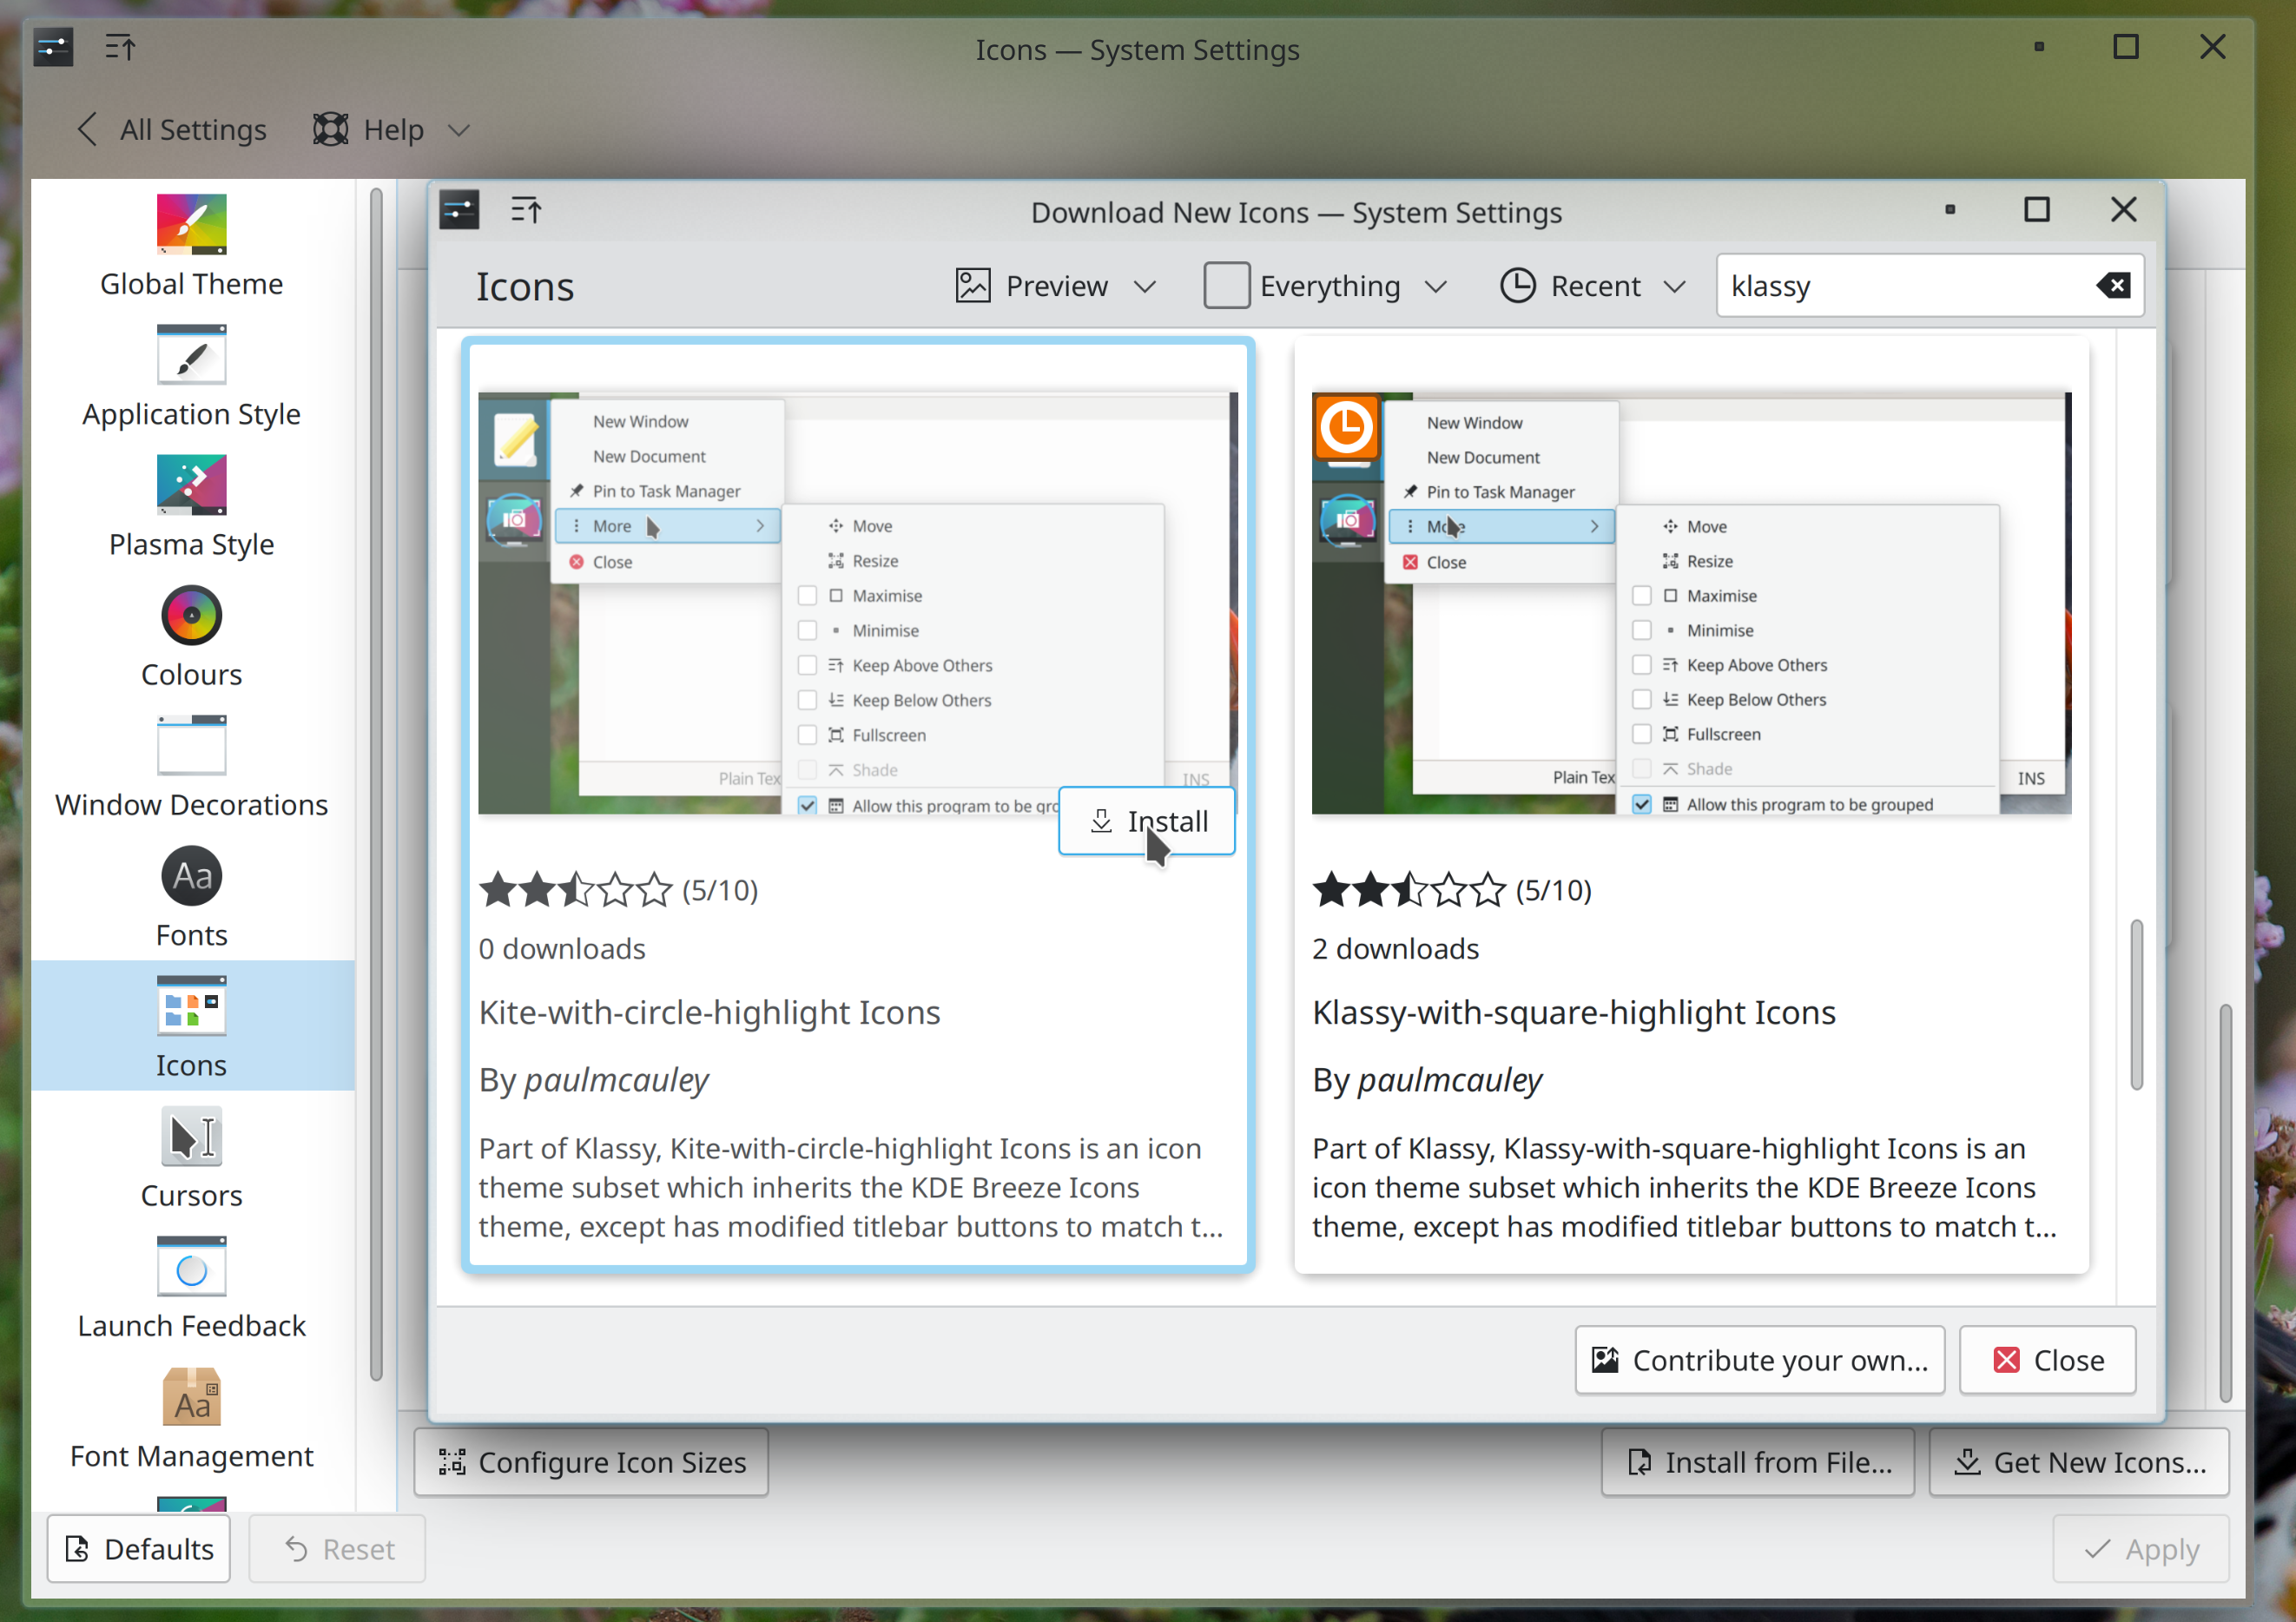 Icons — System Settings
All Settings
Help
Global Theme
Application Style
Plasma Style
Colours
Window Decorations
Aa
Fonts
Icons
Cursors
Launch Feedback
Aa
Font Management
Download New Icons — System Settings
Icons
Preview
Everything
Recent
klassy
New Window
New Document
Pin to Task Manager
More
Close
Move
Resize
Maximise
Minimise
Keep Above Others
Keep Below Others
Fullscreen
Shade
Allow this program to be gro
Plain Tex
INS
Install
(5/10)
0 downloads
Kite-with-circle-highlight Icons
By paulmcauley
Part of Klassy, Kite-with-circle-highlight Icons is an icon
theme subset which inherits the KDE Breeze Icons
theme, except has modified titlebar buttons to match t...
New Window
New Document
Pin to Task Manager
More
Close
Move
Resize
Maximise
Minimise
Keep Above Others
Keep Below Others
Fullscreen
Shade
Allow this program to be grouped
Plain Tex
INS
(5/10)
2 downloads
Klassy-with-square-highlight Icons
By paulmcauley
Part of Klassy, Klassy-with-square-highlight Icons is an
icon theme subset which inherits the KDE Breeze Icons
theme, except has modified titlebar buttons to match t...
Contribute your own...
Close
Configure Icon Sizes
Install from File...
Get New Icons...
Defaults
Reset
Apply